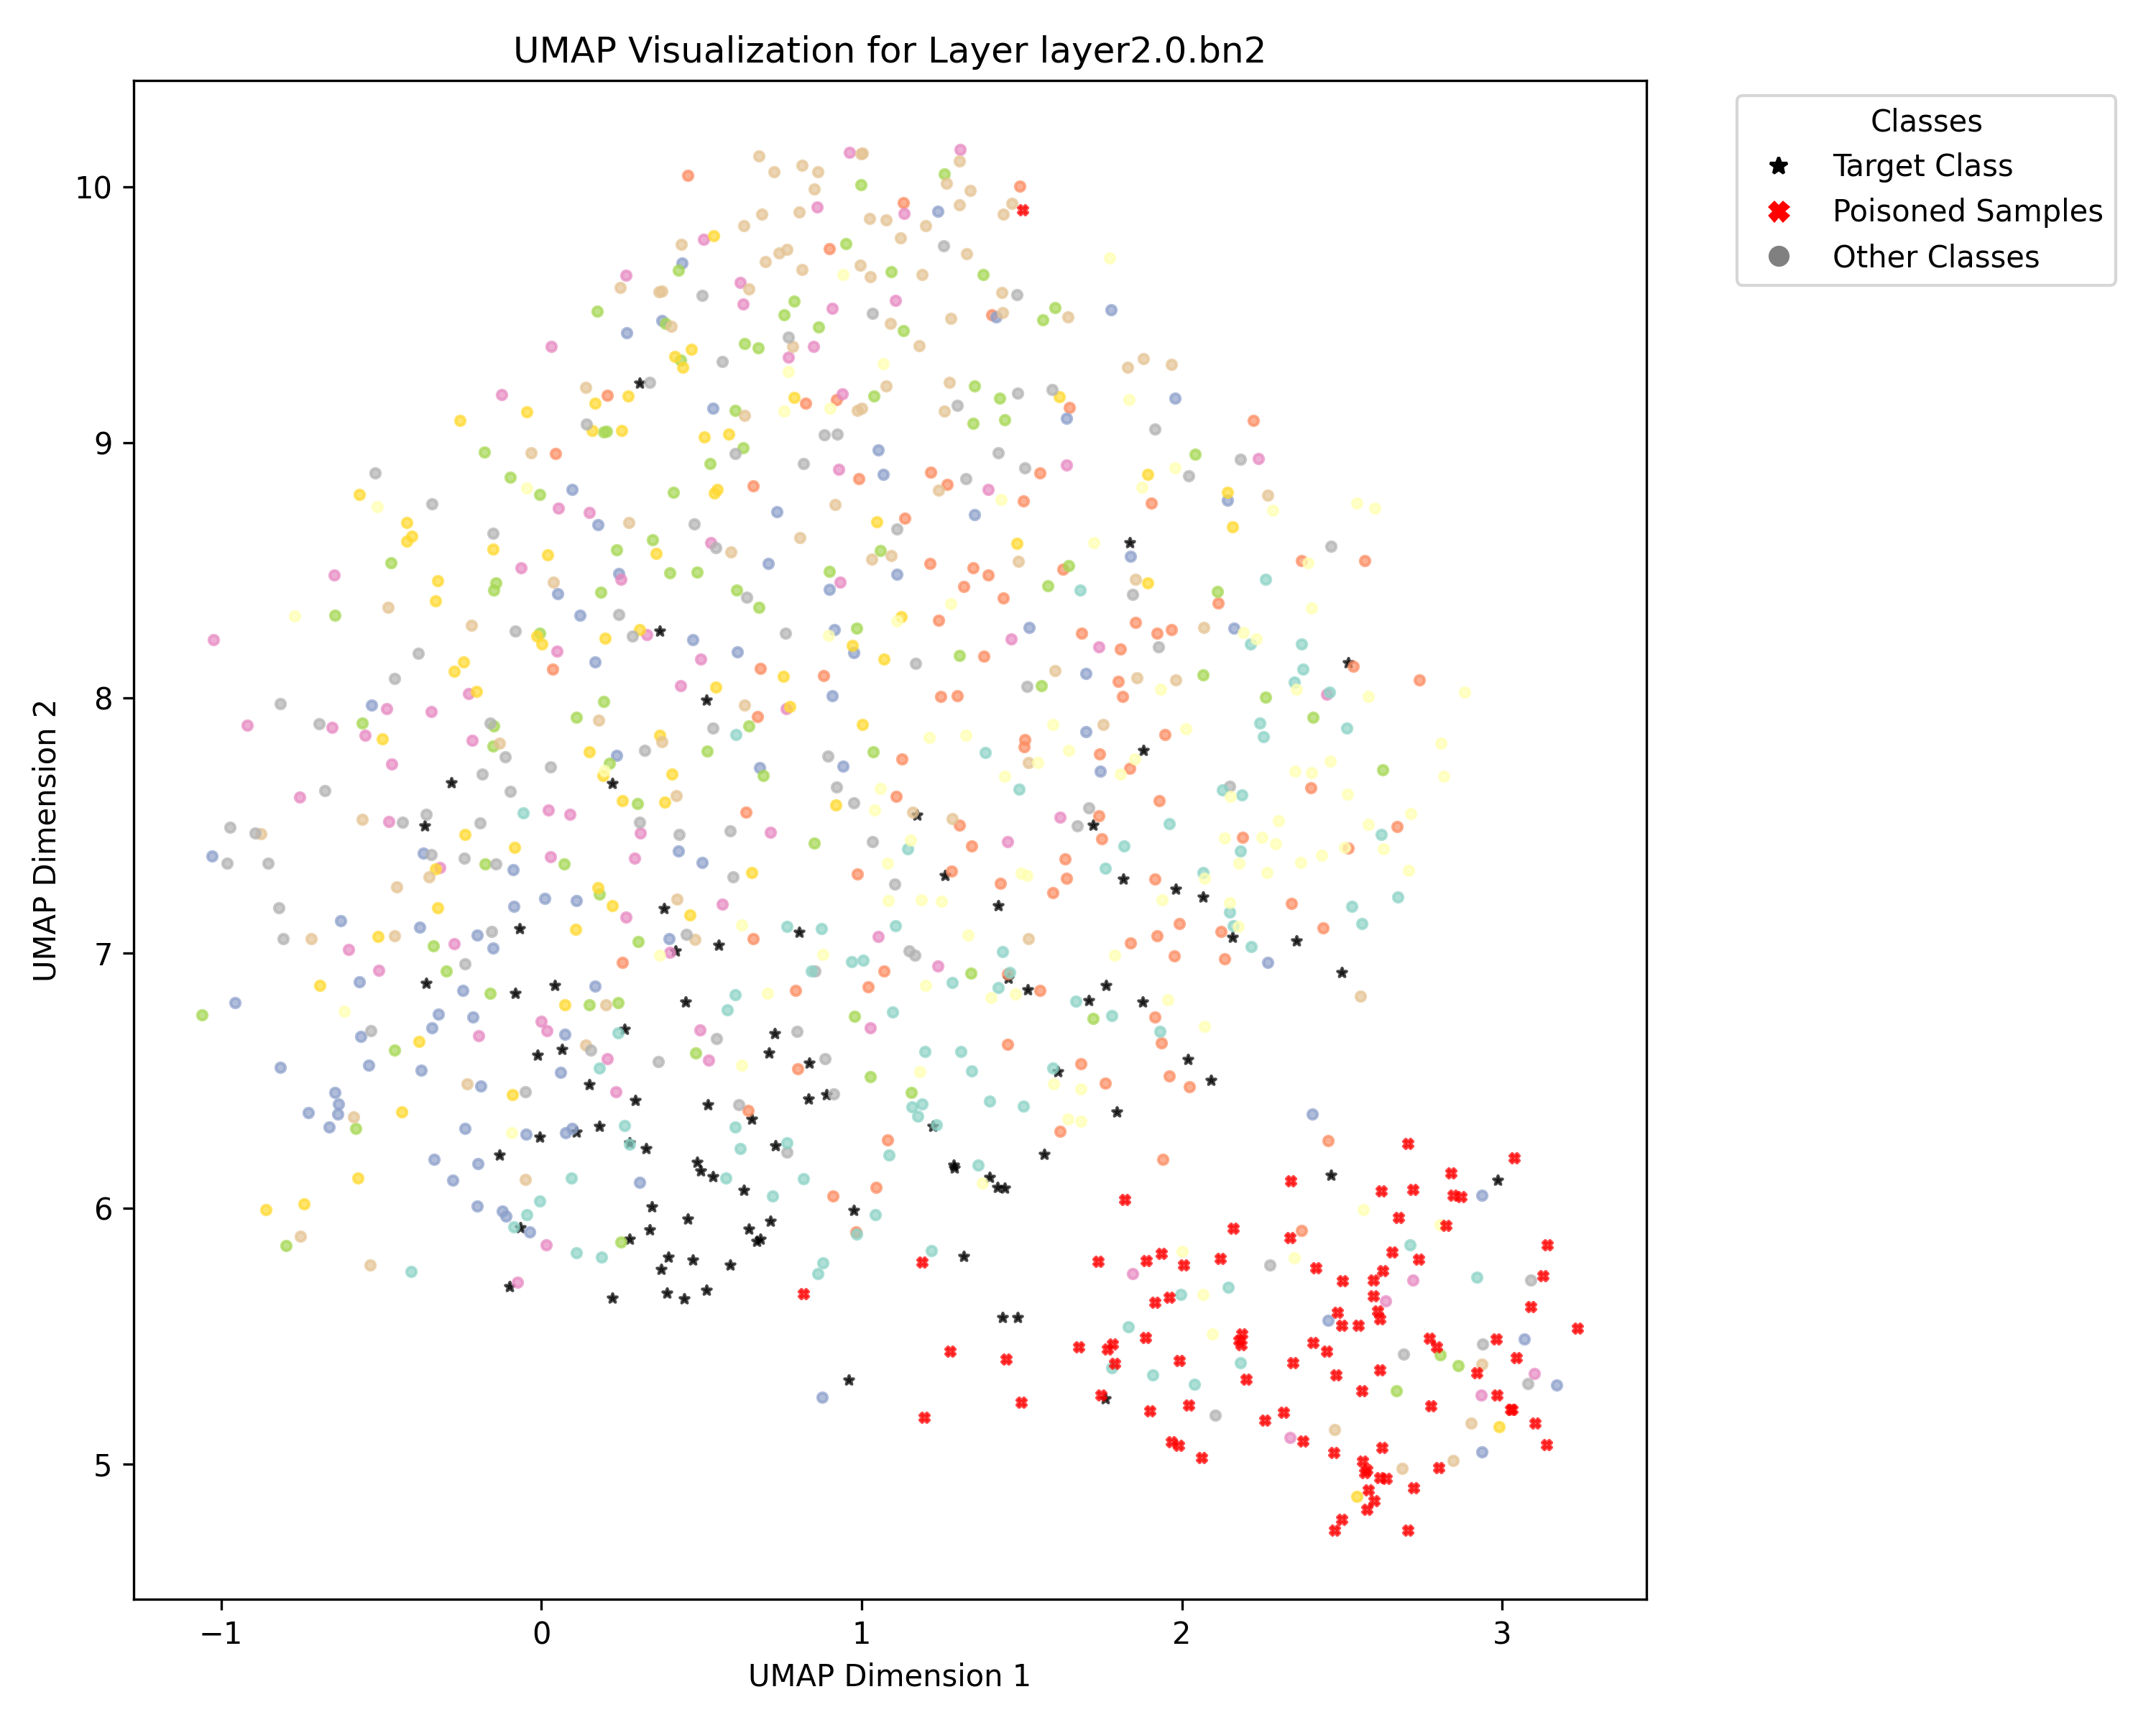 UMAP Visualization for Layer layer2.0.bn2
Classes
Target Class
Poisoned Samples
Other Classes
UMAP Dimension 2
10
9
8
7
6
5
−1
0
1
2
3
UMAP Dimension 1